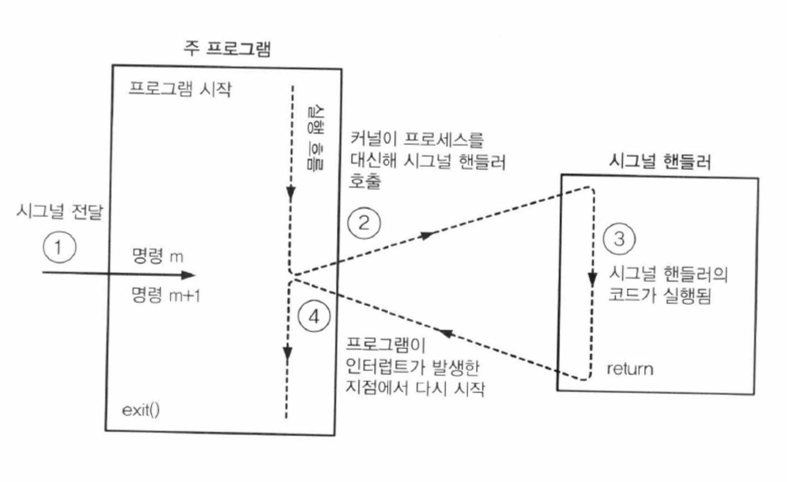 주 프로그램
프로그램 시작
실행 흐름
커널이 프로세스를
대신해 시그널 핸들러
호출
시그널 핸들러
시그널 전달
①
②
③
명령 m
시그널 핸들러의
코드가 실행됨
명령 m+1
④
프로그램이
인터럽트가 발생한
지점에서 다시 시작
return
exit()